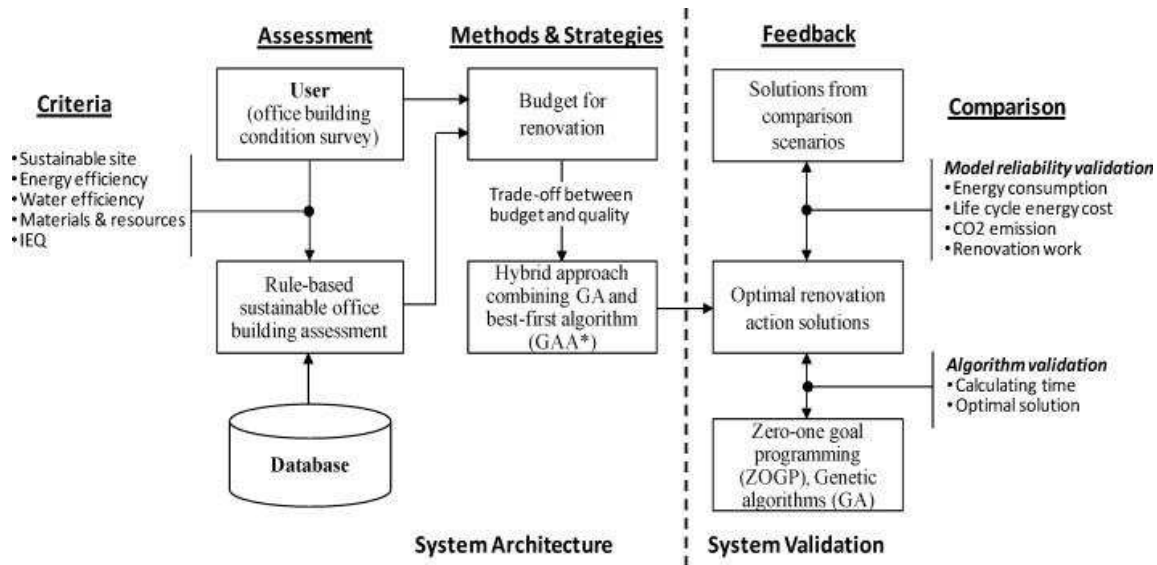 Assessment
Methods & Strategies
Feedback
Criteria
Comparison
User
(office building
condition survey)
Budget for
renovation
Solutions from
comparison
scenarios
• Sustainable site
• Energy efficiency
• Water efficiency
• Materials & resources
• IEQ
Trade-off between
budget and quality
Model reliability validation
• Energy consumption
• Life cycle energy cost
• CO2 emission
• Renovation work
Rule-based
sustainable office
building assessment
Hybrid approach
combining GA and
best-first algorithm
(GAA*)
Optimal renovation
action solutions
Algorithm validation
• Calculating time
• Optimal solution
Database
Zero-one goal
programming
(ZOGP), Genetic
algorithms (GA)
System Architecture
System Validation